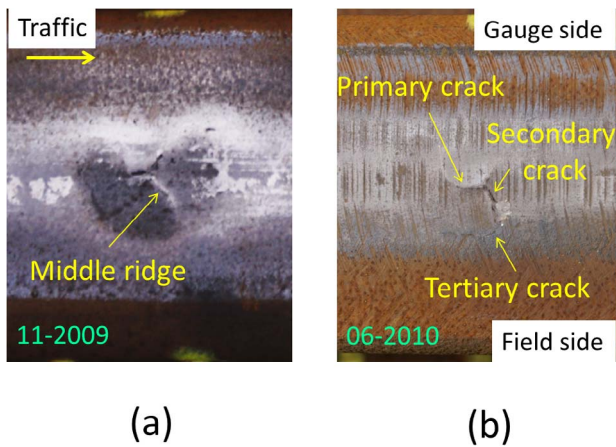 Traffic
Middle ridge
11-2009
(a)
Gauge side
Primary crack
Secondary
crack
Tertiary crack
06-2010
Field side
(b)